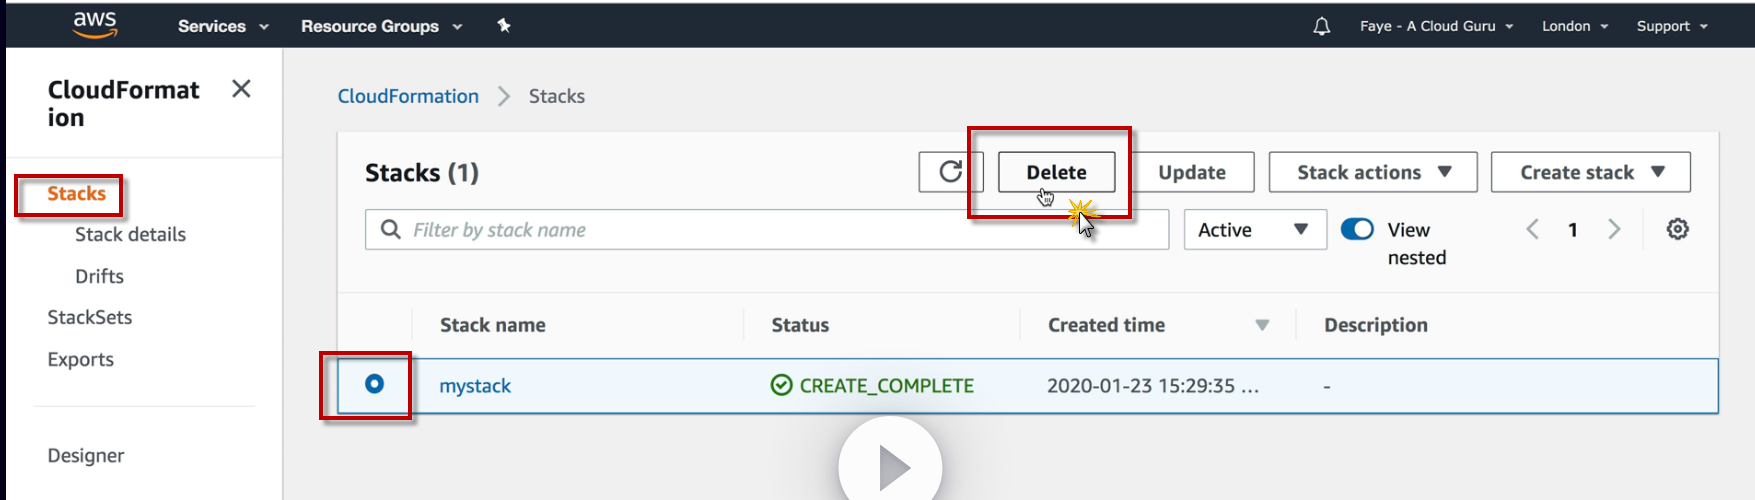 aws Services Resource Groups Faye - A Cloud Guru London Support
CloudFormat
ion
CloudFormation Stacks
Stacks (1) Delete Update Stack actions Create stack
Stacks
Stack details
Drifts
StackSets
Exports
Designer
Filter by stack name Active View
nested 1
Stack name Status Created time Description
mystack CREATE_COMPLETE 2020-01-23 15:29:35 ... -